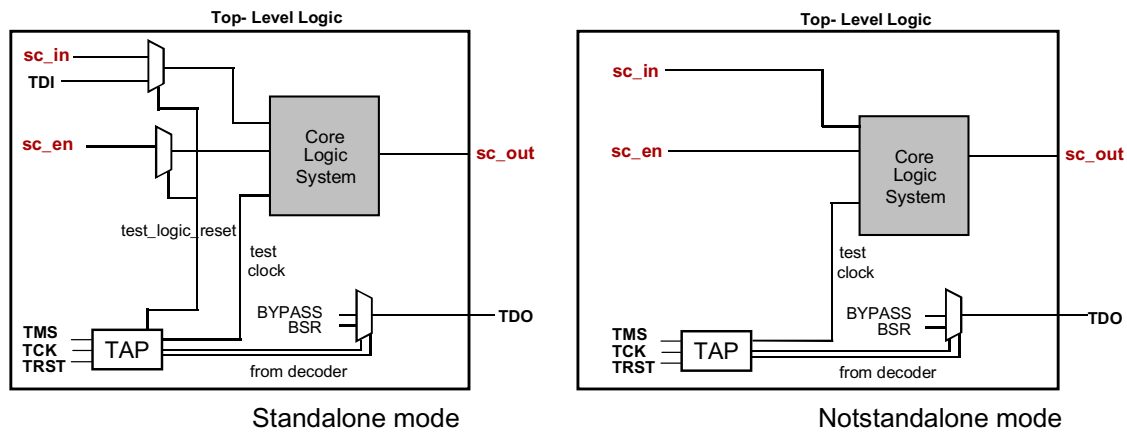 Top- Level Logic
sc_in
TDI
sc_en
Core
Logic
System
sc_out
test_logic_reset
test
clock
BYPASS
BSR
TDO
TMS
TCK
TRST
TAP
from decoder
Standalone mode
Top-Level Logic
sc_in
sc_en
Core
Logic
System
sc_out
test
clock
BYPASS
BSR
TDO
TMS
TCK
TRST
TAP
from decoder
Notstandalone mode